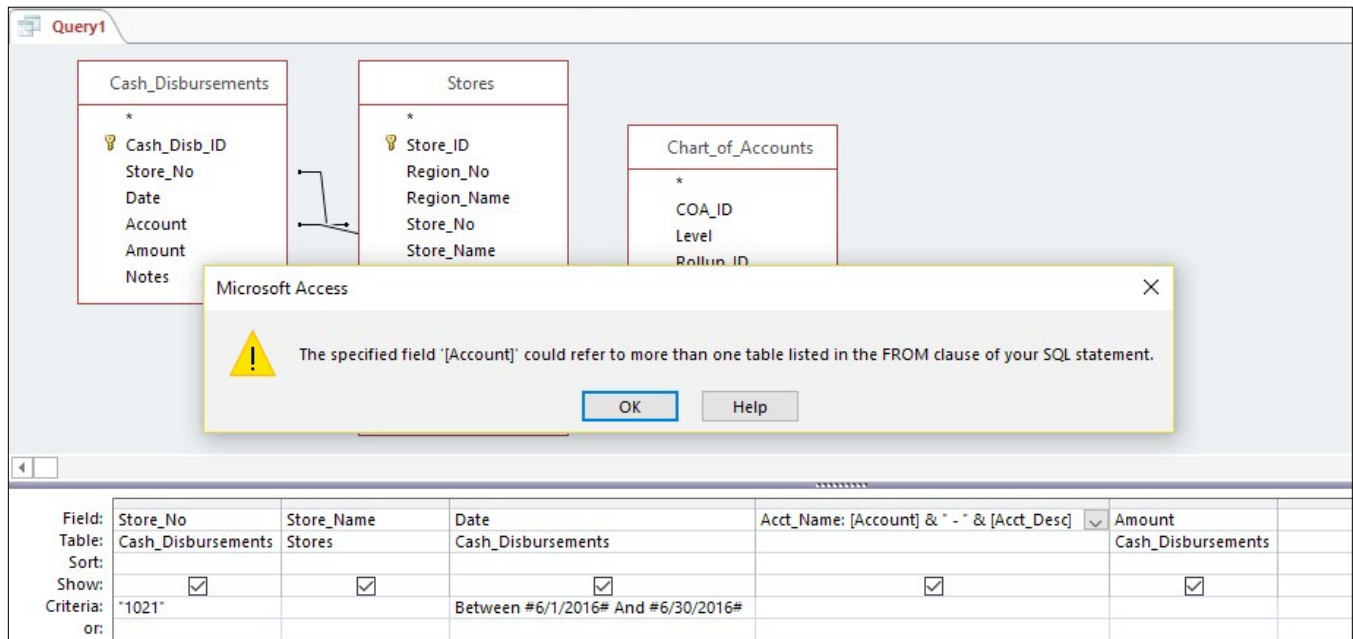 Query1
Cash_Disbursements
*
Cash_Disb_ID
Store_No
Date
Account
Amount
Notes
Stores
*
Store_ID
Region_No
Region_Name
Store_No
Store_Name
Chart_of_Accounts
*
COA_ID
Level
Rollup_ID
Microsoft Access
The specified field '[Account]' could refer to more than one table listed in the FROM clause of your SQL statement.
OK Help
Field: Store_No Store_Name Date Acct_Name: [Account] & " - " & [Acct_Desc] Amount
Table: Cash_Disbursements Stores Cash_Disbursements Cash_Disbursements
Sort:
Show:
Criteria: "1021" Between #6/1/2016# And #6/30/2016#
or: